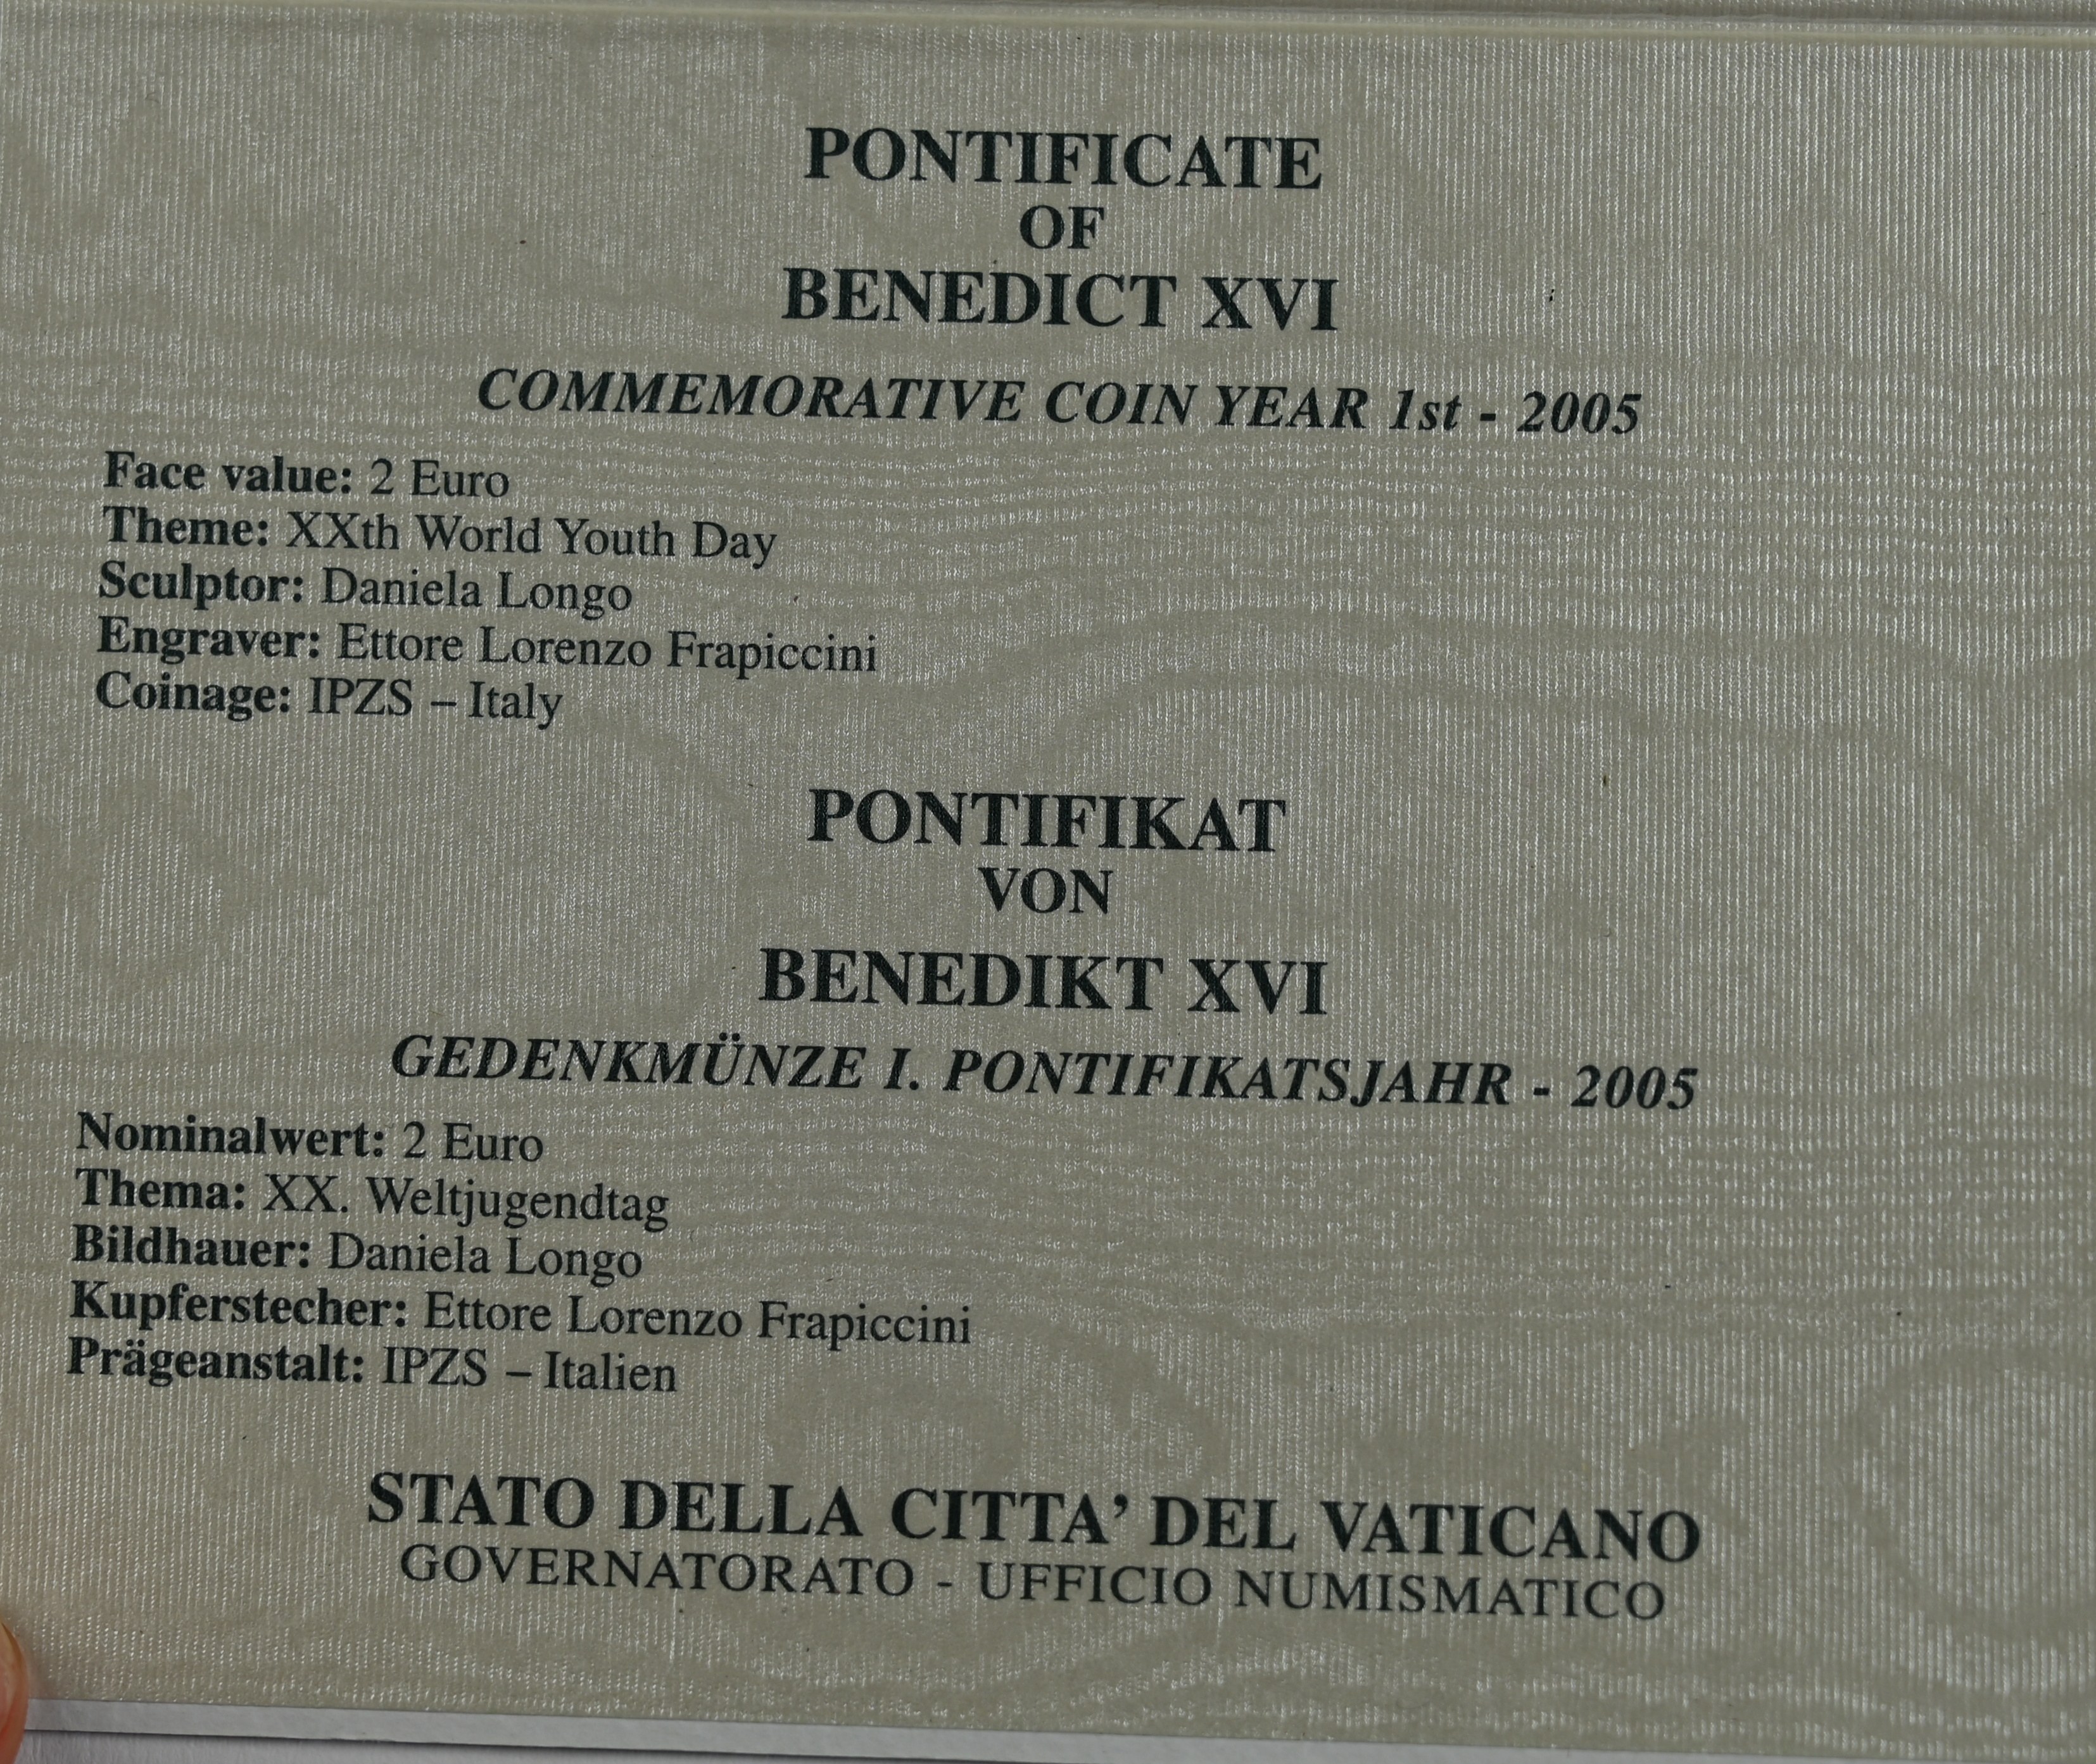 PONTIFICATE
OF
BENEDICT XVI
COMMEMORATIVE COIN YEAR 1st - 2005
Face value: 2 Euro
Theme: XXth World Youth Day
Sculptor: Daniela Longo
Engraver: Ettore Lorenzo Frapiccini
Coinage: IPZS – Italy
PONTIFIKAT
VON
BENEDIKT XVI
GEDENKMÜNZE I. PONTIFIKATSJAHR - 2005
Nominalwert: 2 Euro
Thema: XX. Weltjugendtag
Bildhauer: Daniela Longo
Kupferstecher: Ettore Lorenzo Frapiccini
Prägeanstalt: IPZS – Italien
STATO DELLA CITTA’ DEL VATICANO
GOVERNATORATO - UFFICIO NUMISMATICO